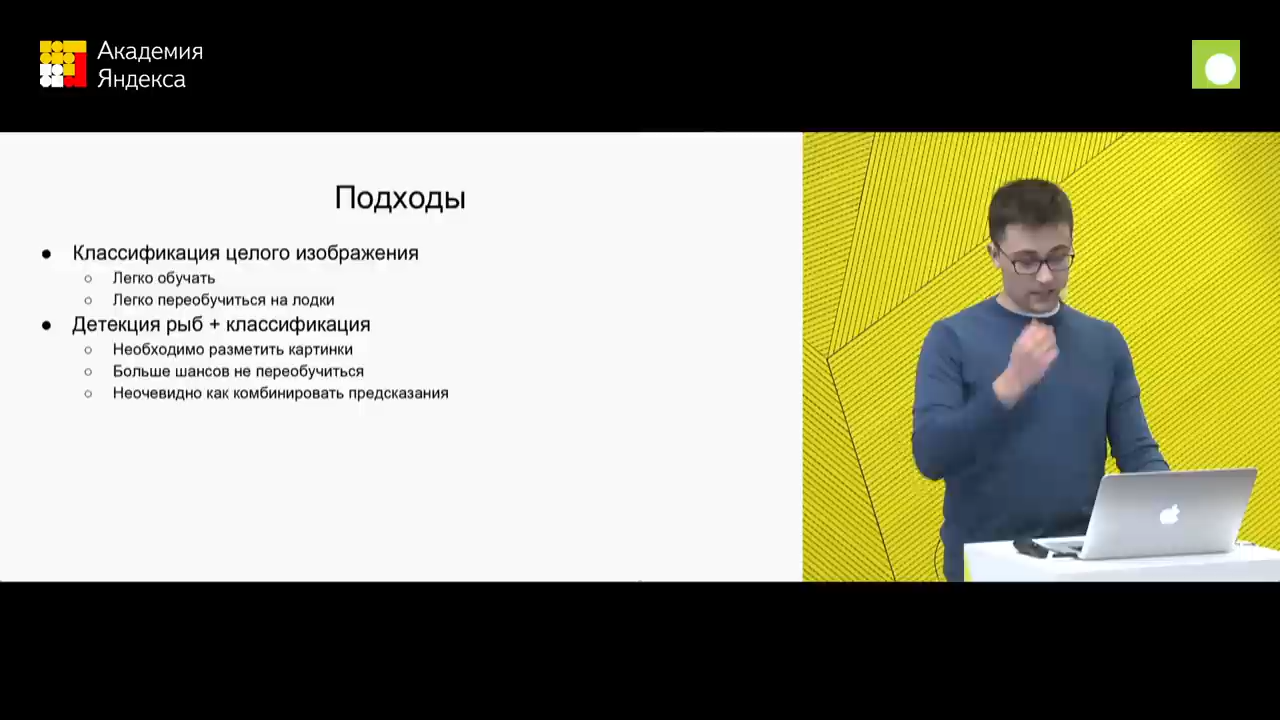 Академия
Яндекса
Подходы
● Классификация целого изображения
○ Легко обучать
○ Легко переобучиться на лодки
● Детекция рыб + классификация
○ Необходимо разметить картинки
○ Больше шансов не переобучиться
○ Неочевидно как комбинировать предсказания